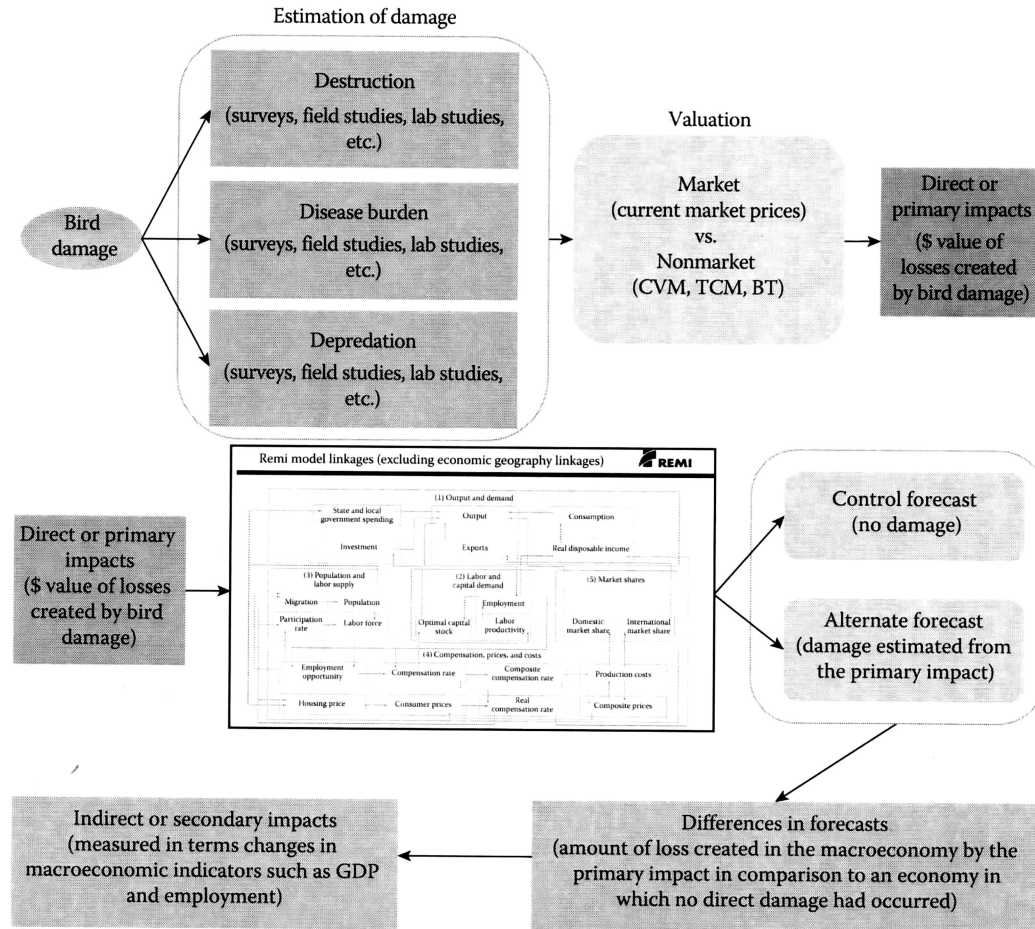 Estimation of damage
Destruction
(surveys, field studies, lab studies,
etc.)
Bird
damage
Disease burden
(surveys, field studies, lab studies,
etc.)
Depredation
(surveys, field studies, lab studies,
etc.)
Valuation
Market
(current market prices)
vs.
Nonmarket
(CVM, TCM, BT)
Direct or
primary impacts
($ value of
losses created
by bird damage)
Direct or primary
impacts
($ value of losses
created by bird
damage)
Remi model linkages (excluding economic geography linkages)
REMI
(1) Output and demand
State and local
government spending
Output
Consumption
Investment
Exports
Real disposable income
(3) Population and
labor supply
Migration
Population
Participation
rate
Labor force
(2) Labor and
capital demand
Employment
Optimal capital
stock
Labor
productivity
(5) Market shares
Domestic
market share
International
market share
(4) Compensation, prices, and costs
Employment
opportunity
Compensation rate
Composite
compensation rate
Production costs
Housing price
Consumer prices
Real
compensation rate
Composite prices
Control forecast
(no damage)
Alternate forecast
(damage estimated from
the primary impact)
Differences in forecasts
(amount of loss created in the macroeconomy by the
primary impact in comparison to an economy in
which no direct damage had occurred)
Indirect or secondary impacts
(measured in terms changes in
macroeconomic indicators such as GDP
and employment)